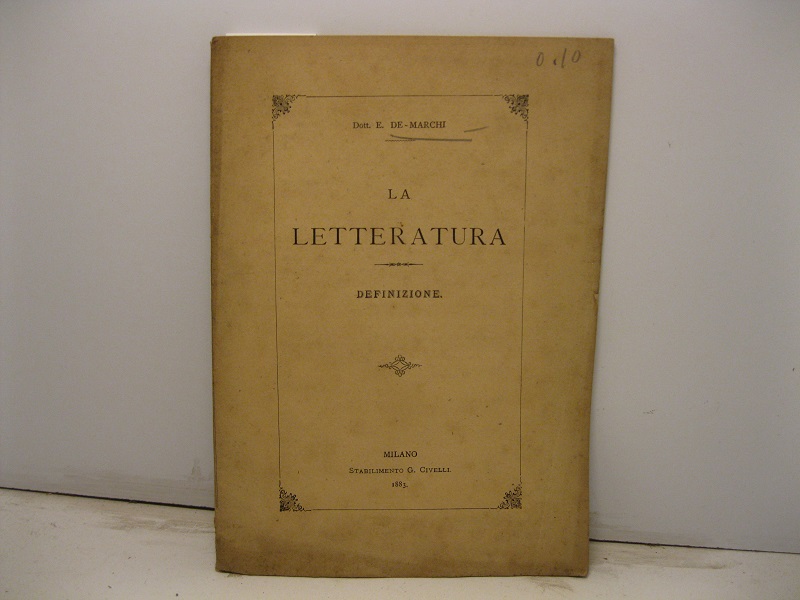 0.10
Dott. E. DE-MARCHI
LA
LETTERATURA
DEFINIZIONE.
MILANO
STABILIMENTO G. CIVELLI.
1883.